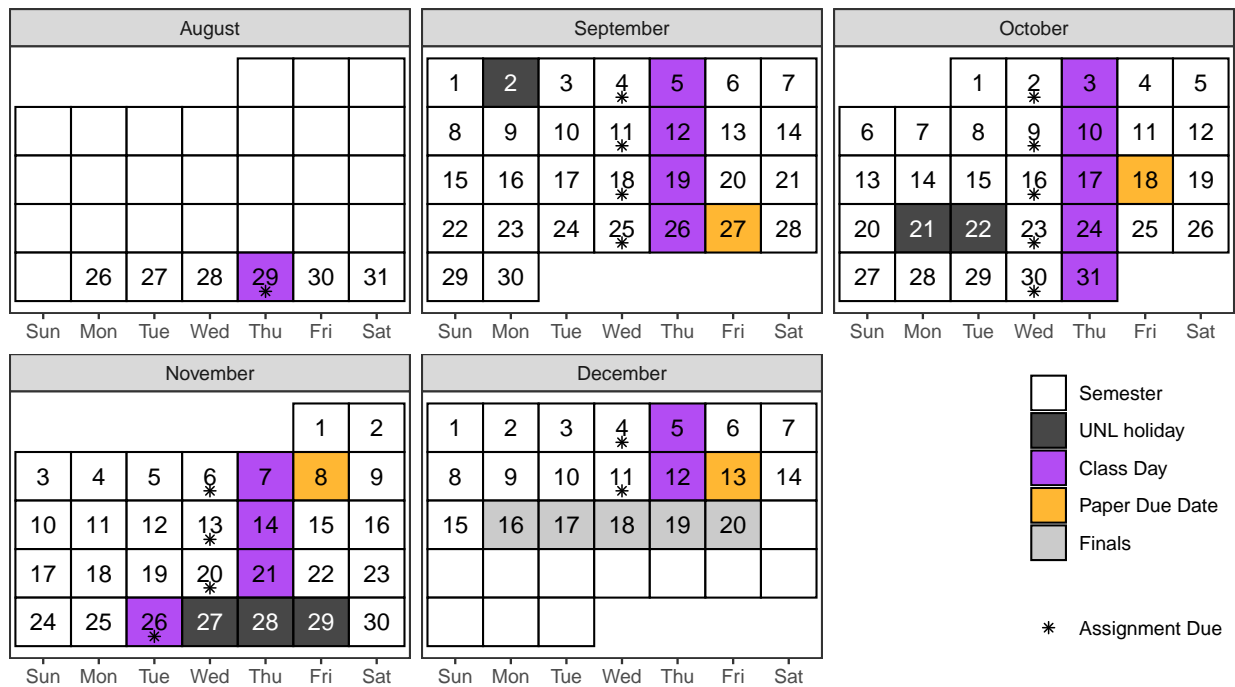 August
26 27 28 29 30 31
Sun Mon Tue Wed Thu Fri Sat
September
1 2 3 4 5 6 7
8 9 10 11 12 13 14
15 16 17 18 19 20 21
22 23 24 25 26 27 28
29 30
Sun Mon Tue Wed Thu Fri Sat
October
1 2 3 4 5
6 7 8 9 10 11 12
13 14 15 16 17 18 19
20 21 22 23 24 25 26
27 28 29 30 31
Sun Mon Tue Wed Thu Fri Sat
November
1 2
3 4 5 6 7 8 9
10 11 12 13 14 15 16
17 18 19 20 21 22 23
24 25 26 27 28 29 30
Sun Mon Tue Wed Thu Fri Sat
December
1 2 3 4 5 6 7
8 9 10 11 12 13 14
15 16 17 18 19 20
Sun Mon Tue Wed Thu Fri Sat
Semester
UNL holiday
Class Day
Paper Due Date
Finals
* Assignment Due